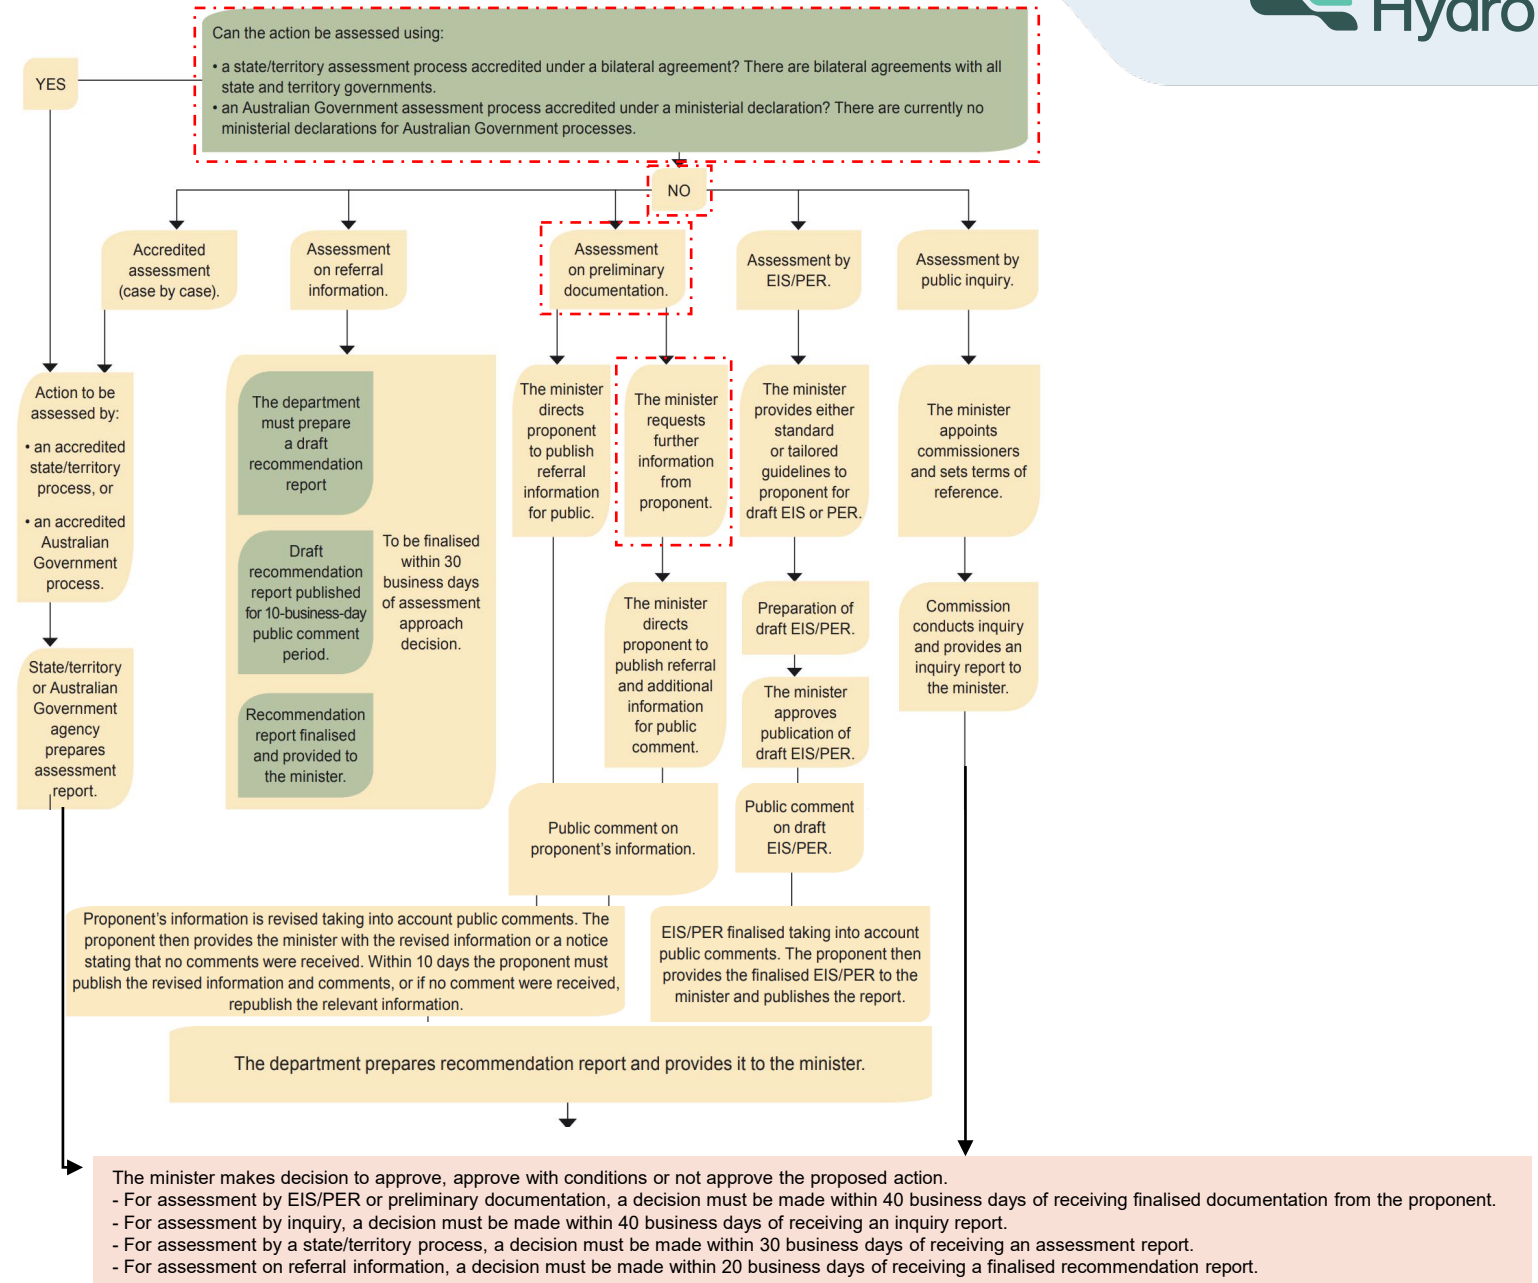 Hydro
Can the action be assessed using:
• a state/territory assessment process accredited under a bilateral agreement? There are bilateral agreements with all
state and territory governments.
• an Australian Government assessment process accredited under a ministerial declaration? There are currently no
ministerial declarations for Australian Government processes.
YES
NO
Accredited
assessment
(case by case).
Assessment
on referral
information.
Assessment
on preliminary
documentation.
Assessment by
EIS/PER.
Assessment by
public inquiry.
Action to be
assessed by:
• an accredited
state/territory
process, or
• an accredited
Australian
Government
process.
State/territory
or Australian
Government
agency
prepares
assessment
report.
The department
must prepare
a draft
recommendation
report
Draft
recommendation
report published
for 10-business-day
public comment
period.
Recommendation
report finalised
and provided to
the minister.
To be finalised
within 30
business days
of assessment
approach
decision.
The minister
directs
proponent
to publish
referral
information
for public.
The minister
requests
further
information
from
proponent.
The minister
directs
proponent to
publish referral
and additional
information
for public
comment.
Public comment on
proponent’s information.
The minister
provides either
standard
or tailored
guidelines to
proponent for
draft EIS or PER.
Preparation of
draft EIS/PER.
The minister
approves
publication of
draft EIS/PER.
Public comment
on draft
EIS/PER.
The minister
appoints
commissioners
and sets terms of
reference.
Commission
conducts inquiry
and provides an
inquiry report to
the minister.
Proponent’s information is revised taking into account public comments. The
proponent then provides the minister with the revised information or a notice
stating that no comments were received. Within 10 days the proponent must
publish the revised information and comments, or if no comment were received,
republish the relevant information.
EIS/PER finalised taking into account
public comments. The proponent then
provides the finalised EIS/PER to the
minister and publishes the report.
The department prepares recommendation report and provides it to the minister.
The minister makes decision to approve, approve with conditions or not approve the proposed action.
- For assessment by EIS/PER or preliminary documentation, a decision must be made within 40 business days of receiving finalised documentation from the proponent.
- For assessment by inquiry, a decision must be made within 40 business days of receiving an inquiry report.
- For assessment by a state/territory process, a decision must be made within 30 business days of receiving an assessment report.
- For assessment on referral information, a decision must be made within 20 business days of receiving a finalised recommendation report.